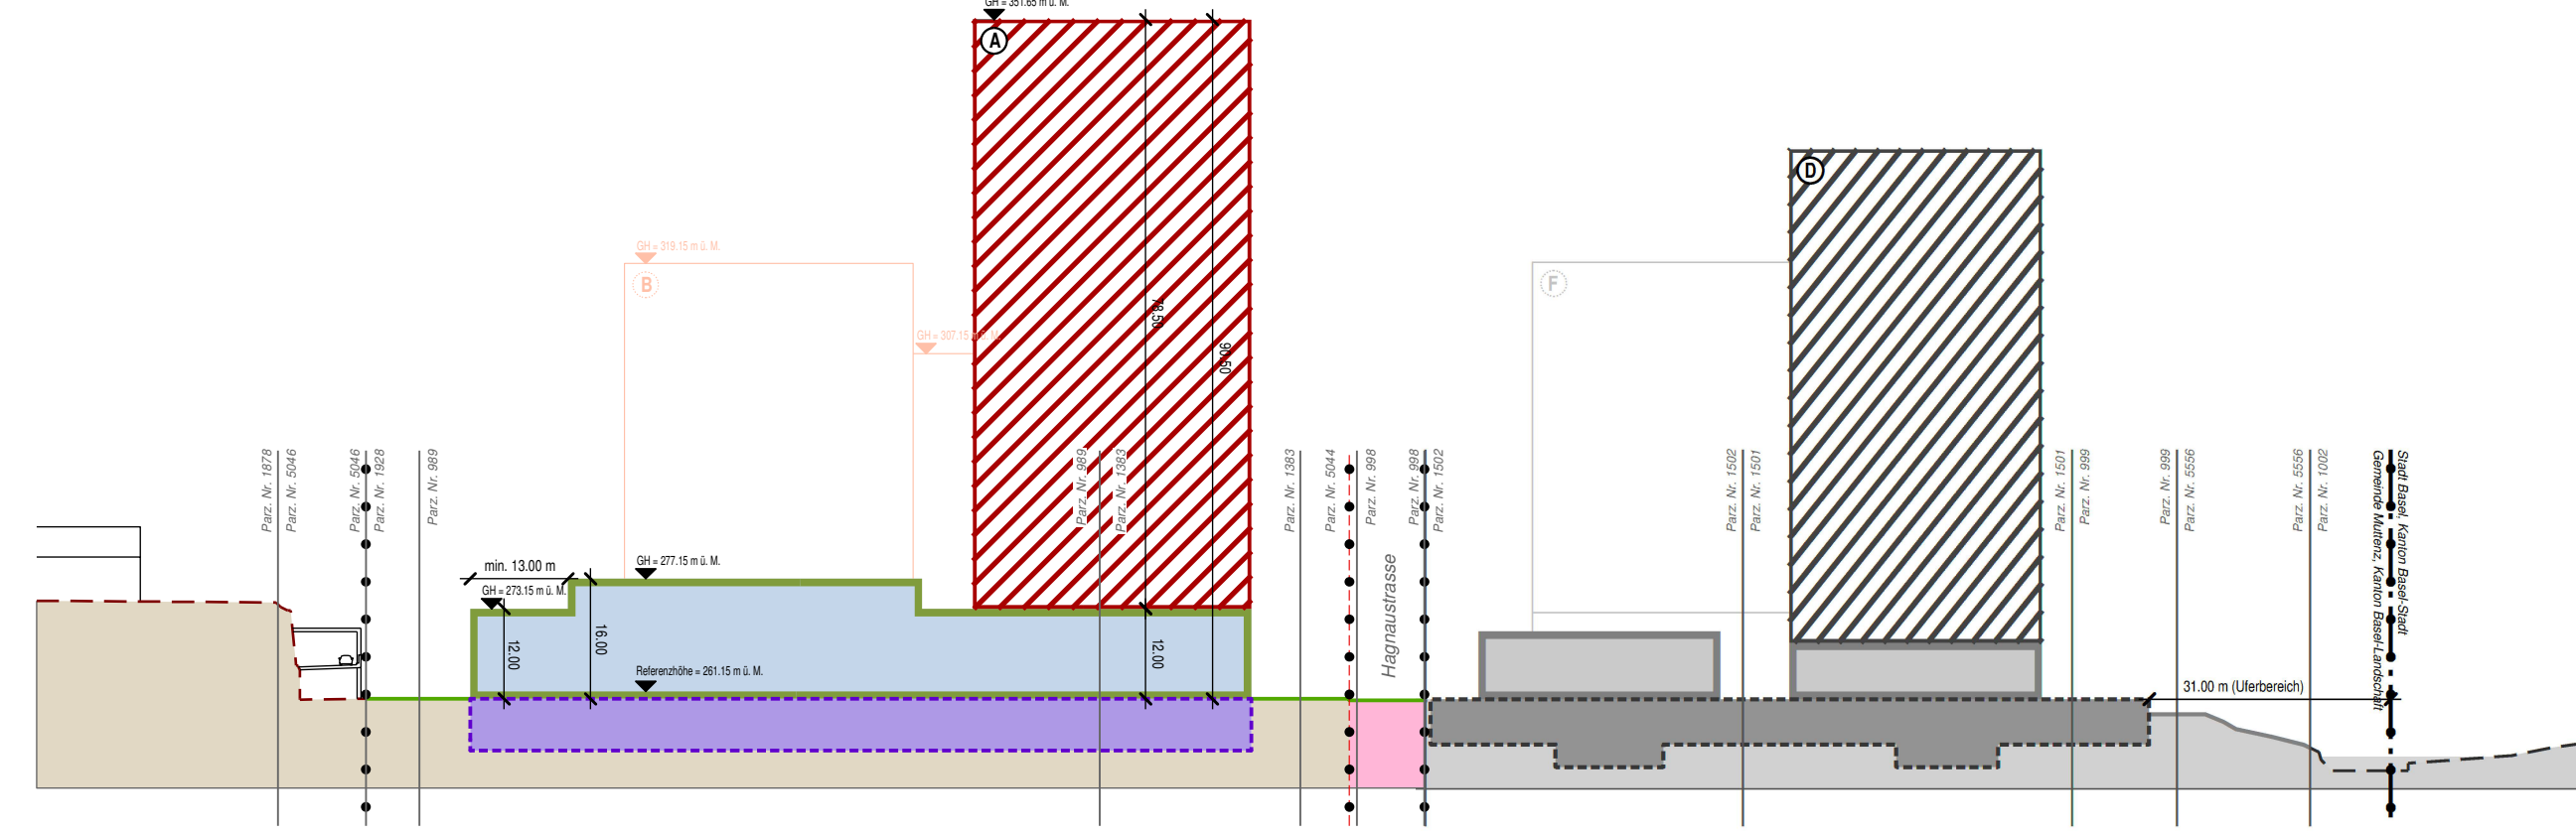 GH = 351.65 m ü. M.
A
D
GH = 319.15 m ü. M.
B
F
78.50
GH = 307.15 m ü. M.
90.50
Parz. Nr. 1878
Parz. Nr. 5046
Parz. Nr. 5046
Parz. Nr. 1928
Parz. Nr. 989
Parz. Nr. 989
Parz. Nr. 1383
Parz. Nr. 1383
Parz. Nr. 5044
Parz. Nr. 998
Parz. Nr. 998
Parz. Nr. 1502
Parz. Nr. 1502
Parz. Nr. 1501
Parz. Nr. 1501
Parz. Nr. 999
Parz. Nr. 999
Parz. Nr. 5556
Parz. Nr. 5556
Parz. Nr. 1002
Gemeinde Muttenz, Kanton Basel-Landschaft
Stadt Basel, Kanton Basel-Stadt
Hagnaustrasse
min. 13.00 m
GH = 277.15 m ü. M.
GH = 273.15 m ü. M.
12.00
16.00
12.00
Referenzhöhe = 261.15 m ü. M.
31.00 m (Uferbereich)